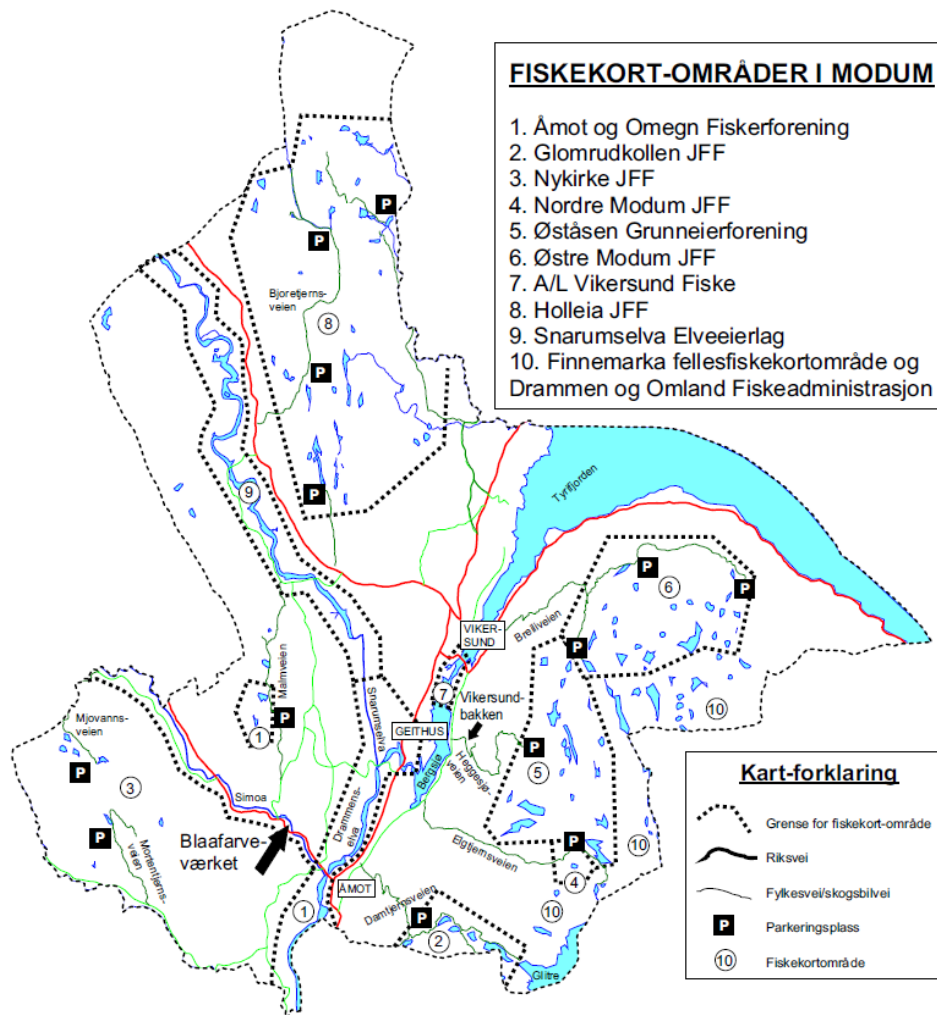 FISKEKORT-OMRÅDER I MODUM
1. Åmot og Omegn Fiskerforening
2. Glomrudkollen JFF
3. Nykirke JFF
4. Nordre Modum JFF
5. Øståsen Grunneierforening
6. Østre Modum JFF
7. A/L Vikersund Fiske
8. Holleia JFF
9. Snarumselva Elveeierlag
10. Finnemarka fellesfiskekortområde og
Drammen og Omland Fiskeadministrasjon
P
P
Bjoretjerns-
veien
8
P
P
9
Tyrifjorden
P
6
P
Breiliveien
VIKER-
SUND
P
7
Vikersund-
bakken
10
Malmveien
Snarumselva
1
P
GEITHUS
Bergsjø
Heggesjø-
veien
P
5
Mjovanns-
veien
P
3
Simoa
P
Mortentjerns-
veien
Blaafarve-
værket
Drammens-
elva
Elgtjernsveien
P
10
4
ÅMOT
1
Damtjernsveien
P
2
10
Glitre
Kart-forklaring
Grense for fiskekort-område
Riksvei
Fylkesvei/skogsbilvei
P Parkeringsplass
10 Fiskekortområde